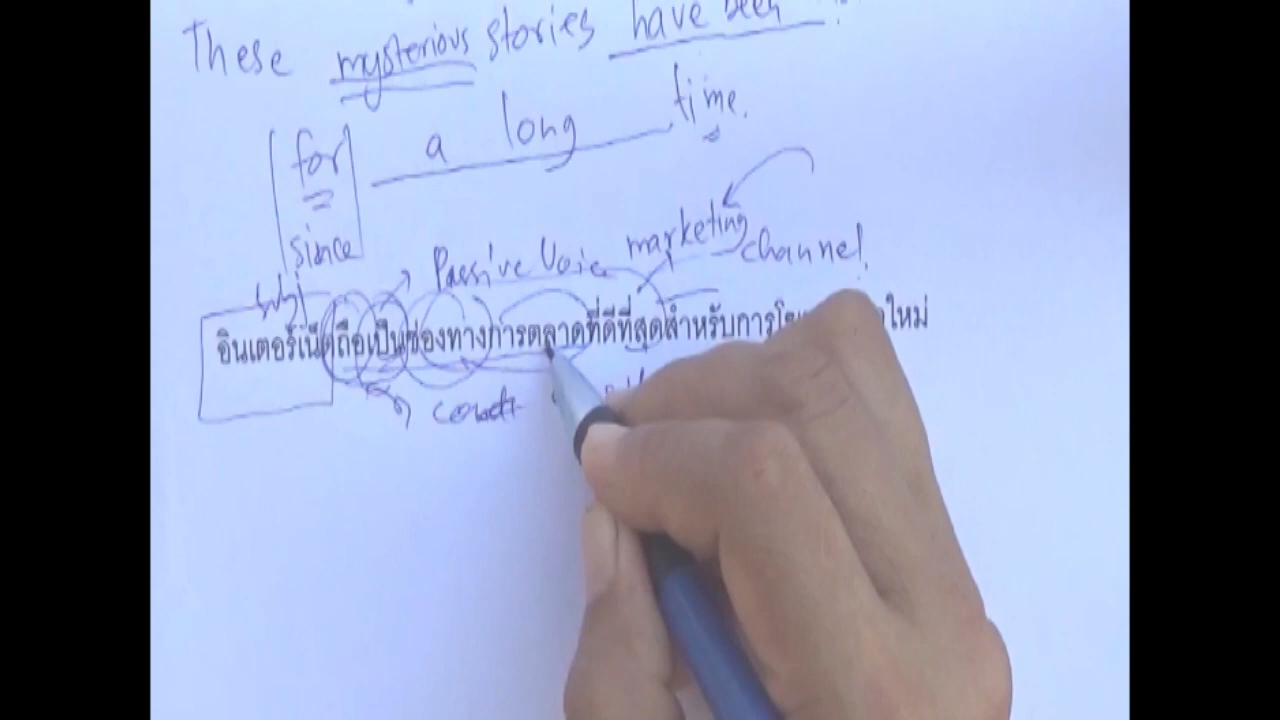 These mysterious stories have been
for a long time.
since
Passive Voice marketing channel.
อินเตอร์เน็ตถือเป็นช่องทางการตลาดที่ดีที่สุดสำหรับการ ใหม่